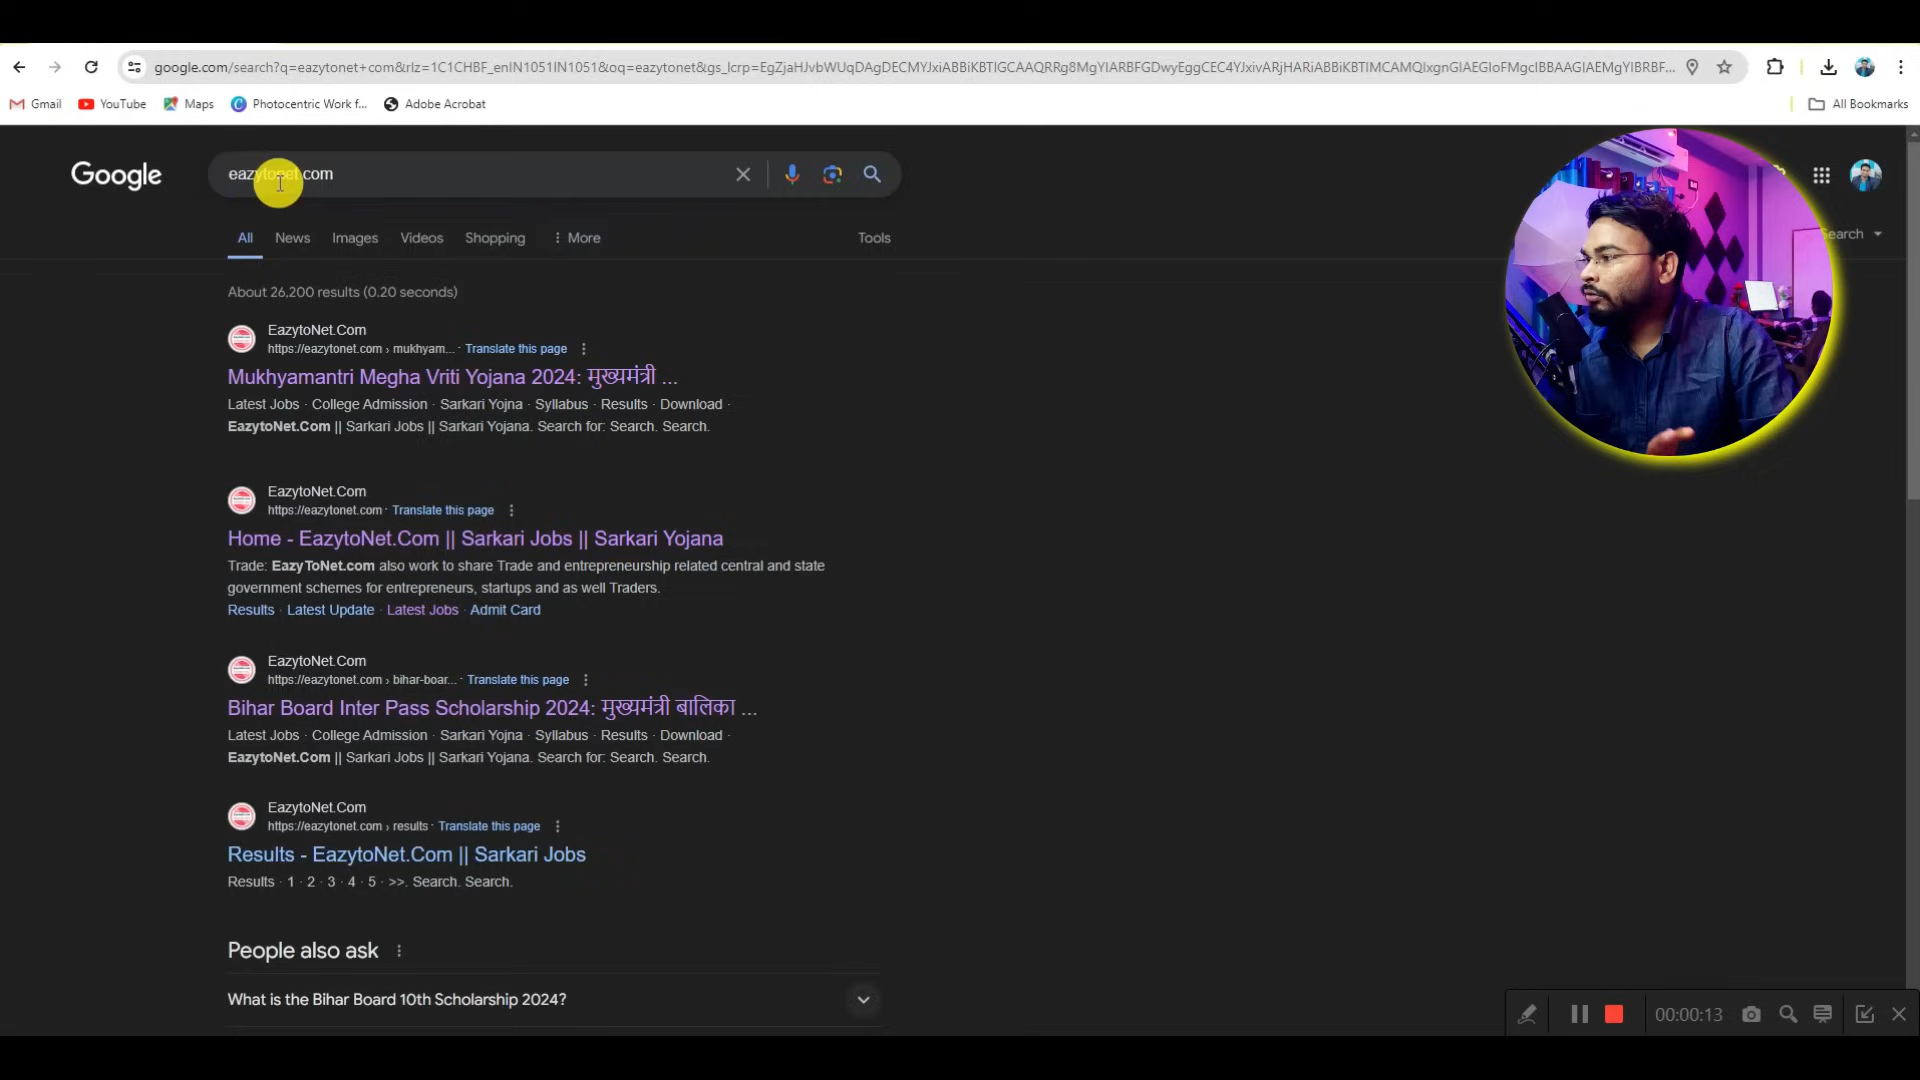 google.com/search?q=eazytonet+com&rlz=1C1CHBF_enIN1051IN1051&oq=eazytonet&gs_lcrp=
Gmail YouTube Maps Photocentric Work f... Adobe Acrobat All Bookmarks
Google eazytonet com
All News Images Videos Shopping More Tools Search
About 26,200 results (0.20 seconds)
EazytoNet.Com
https://eazytonet.com › mukhyam... · Translate this page
Mukhyamantri Megha Vriti Yojana 2024: मुख्यमंत्री ...
Latest Jobs · College Admission · Sarkari Yojna · Syllabus · Results · Download ·
EazytoNet.Com || Sarkari Jobs || Sarkari Yojana. Search for: Search. Search.
EazytoNet.Com
https://eazytonet.com · Translate this page
Home - EazytoNet.Com || Sarkari Jobs || Sarkari Yojana
Trade: EazyToNet.com also work to share Trade and entrepreneurship related central and state
government schemes for entrepreneurs, startups and as well Traders.
Results · Latest Update · Latest Jobs · Admit Card
EazytoNet.Com
https://eazytonet.com › bihar-boar... · Translate this page
Bihar Board Inter Pass Scholarship 2024: मुख्यमंत्री बालिका ...
Latest Jobs · College Admission · Sarkari Yojna · Syllabus · Results · Download ·
EazytoNet.Com || Sarkari Jobs || Sarkari Yojana. Search for: Search. Search.
EazytoNet.Com
https://eazytonet.com › results · Translate this page
Results - EazytoNet.Com || Sarkari Jobs
Results · 1 · 2 · 3 · 4 · 5 · >>. Search. Search.
People also ask
What is the Bihar Board 10th Scholarship 2024?
00:00:13